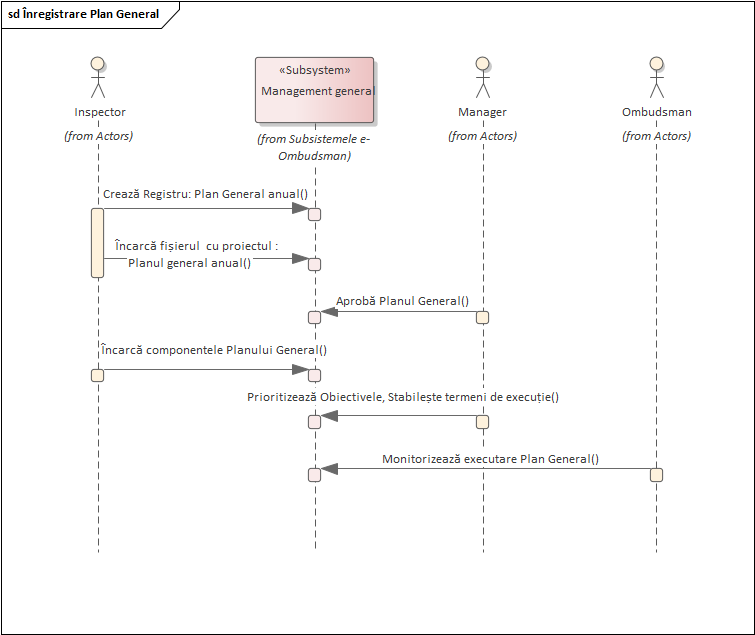 sd Înregistrare Plan General
«Subsystem»
Management general
Inspector
Manager
Ombudsman
(from Actors)
(from Subsistemele e-
Ombudsman)
(from Actors)
(from Actors)
Crează Registru: Plan General anual()
Încarcă fișierul cu proiectul :
Planul general anual()
Aprobă Planul General()
Încarcă componentele Planului General()
Prioritizează Obiectivele, Stabilește termeni de execuție()
Monitorizează executare Plan General()